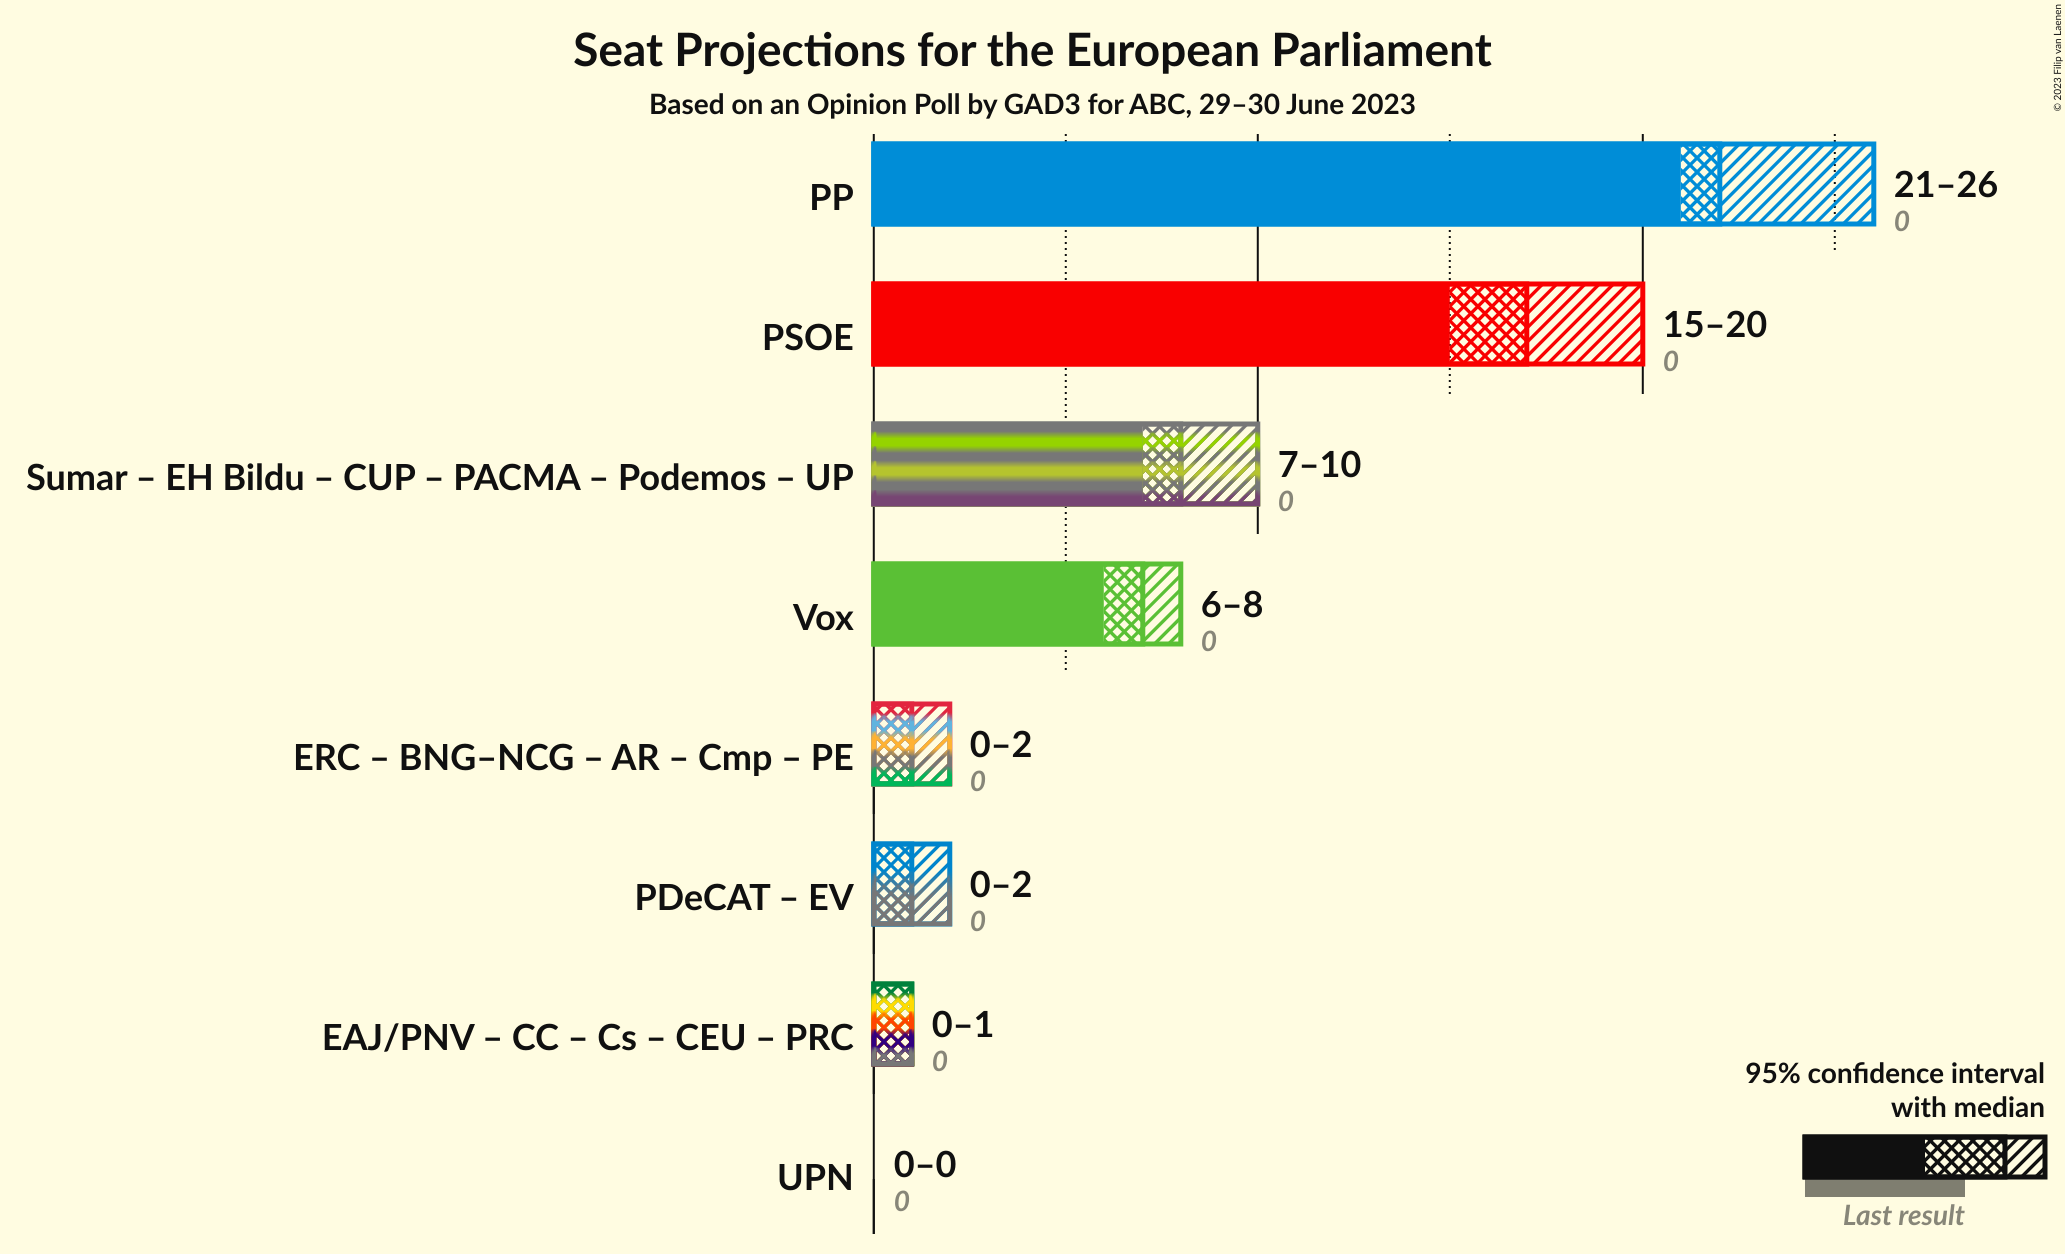 Seat Projections for the European Parliament
Based on an Opinion Poll by GAD3 for ABC, 29–30 June 2023
© 2023 Filip van Laenen
PP
21–26
0
PSOE
15–20
0
Sumar – EH Bildu – CUP – PACMA – Podemos – UP
7–10
0
Vox
6–8
0
ERC – BNG–NCG – AR – Cmp – PE
0–2
0
PDeCAT – EV
0–2
0
EAJ/PNV – CC – Cs – CEU – PRC
0–1
0
UPN
0–0
0
95% confidence interval
with median
Last result